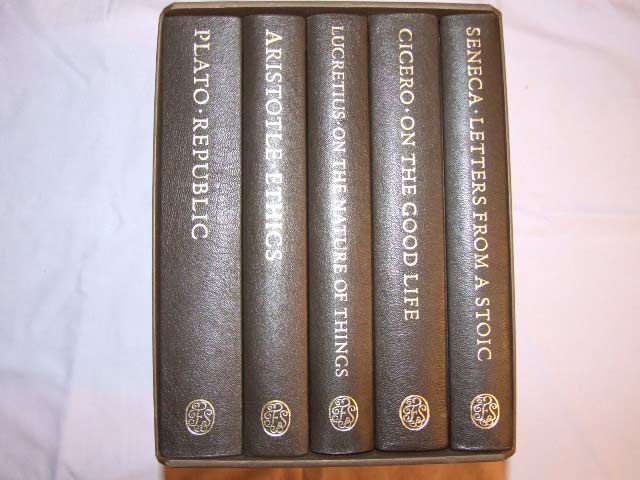 PLATO · REPUBLIC
ARISTOTLE · ETHICS
LUCRETIUS · ON THE NATURE OF THINGS
CICERO · ON THE GOOD LIFE
SENECA · LETTERS FROM A STOIC